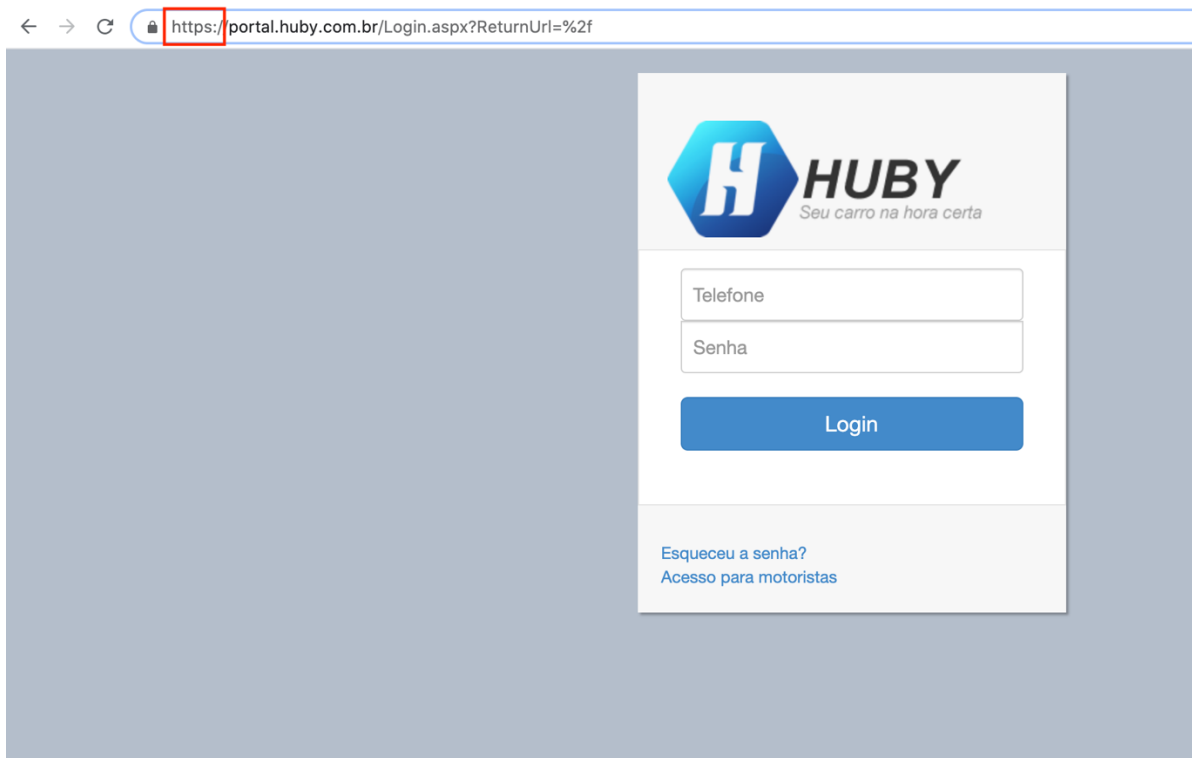 https://portal.huby.com.br/Login.aspx?ReturnUrl=%2f
HUBY
Seu carro na hora certa
Telefone
Senha
Login
Esqueceu a senha?
Acesso para motoristas